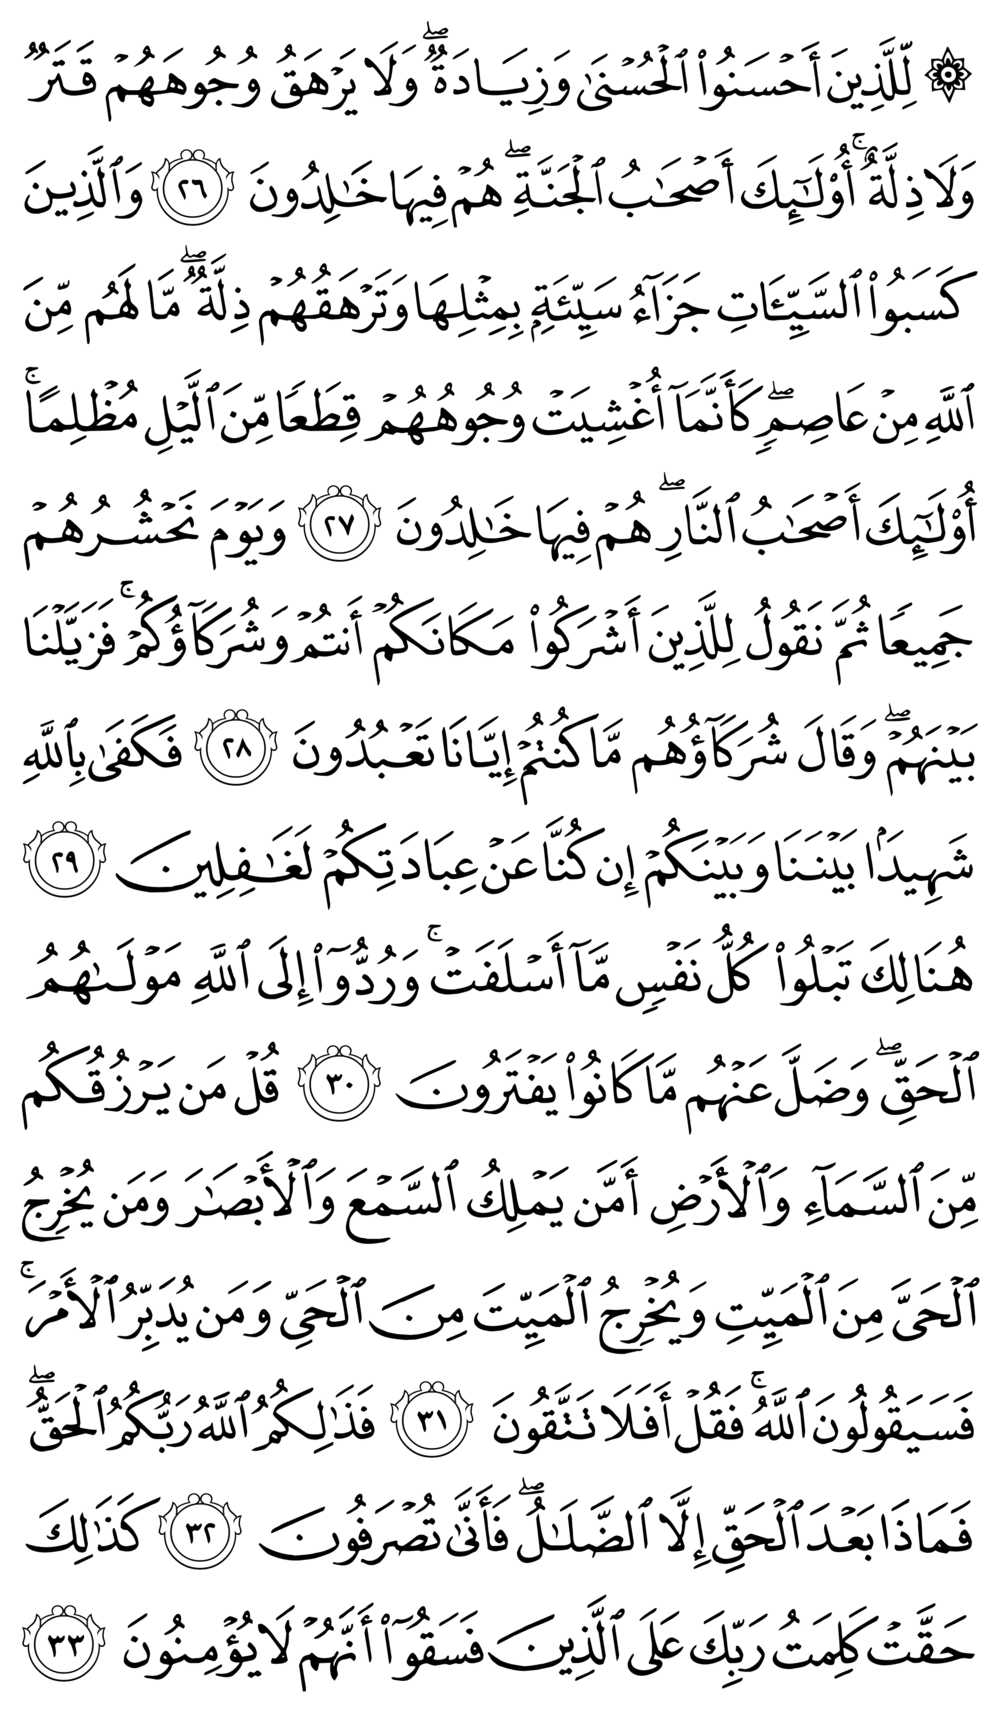 ۞ لِّلَّذِينَ أَحۡسَنُواْ ٱلۡحُسۡنَىٰ وَزِيَادَةٞۖ وَلَا يَرۡهَقُ وُجُوهَهُمۡ قَتَرٞ
وَلَا ذِلَّةٌۚ أُوْلَٰٓئِكَ أَصۡحَٰبُ ٱلۡجَنَّةِۖ هُمۡ فِيهَا خَٰلِدُونَ ٢٦ وَٱلَّذِينَ
كَسَبُواْ ٱلسَّيِّـَٔاتِ جَزَآءُ سَيِّئَةِۭ بِمِثۡلِهَا وَتَرۡهَقُهُمۡ ذِلَّةٞۖ مَّا لَهُم مِّنَ
ٱللَّهِ مِنۡ عَاصِمٖۖ كَأَنَّمَآ أُغۡشِيَتۡ وُجُوهُهُمۡ قِطَعٗا مِّنَ ٱلَّيۡلِ مُظۡلِمًاۚ
أُوْلَٰٓئِكَ أَصۡحَٰبُ ٱلنَّارِۖ هُمۡ فِيهَا خَٰلِدُونَ ٢٧ وَيَوۡمَ نَحۡشُرُهُمۡ
جَمِيعٗا ثُمَّ نَقُولُ لِلَّذِينَ أَشۡرَكُواْ مَكَانَكُمۡ أَنتُمۡ وَشُرَكَآؤُكُمۡۚ فَزَيَّلۡنَا
بَيۡنَهُمۡۖ وَقَالَ شُرَكَآؤُهُم مَّا كُنتُمۡ إِيَّانَا تَعۡبُدُونَ ٢٨ فَكَفَىٰ بِٱللَّهِ
شَهِيدَۢا بَيۡنَنَا وَبَيۡنَكُمۡ إِن كُنَّا عَنۡ عِبَادَتِكُمۡ لَغَٰفِلِينَ ٢٩
هُنَالِكَ تَبۡلُواْ كُلُّ نَفۡسٖ مَّآ أَسۡلَفَتۡۚ وَرُدُّوٓاْ إِلَى ٱللَّهِ مَوۡلَىٰهُمُ
ٱلۡحَقِّۖ وَضَلَّ عَنۡهُم مَّا كَانُواْ يَفۡتَرُونَ ٣٠ قُلۡ مَن يَرۡزُقُكُم
مِّنَ ٱلسَّمَآءِ وَٱلۡأَرۡضِ أَمَّن يَمۡلِكُ ٱلسَّمۡعَ وَٱلۡأَبۡصَٰرَ وَمَن يُخۡرِجُ
ٱلۡحَيَّ مِنَ ٱلۡمَيِّتِ وَيُخۡرِجُ ٱلۡمَيِّتَ مِنَ ٱلۡحَيِّ وَمَن يُدَبِّرُ ٱلۡأَمۡرَۚ
فَسَيَقُولُونَ ٱللَّهُۚ فَقُلۡ أَفَلَا تَتَّقُونَ ٣١ فَذَٰلِكُمُ ٱللَّهُ رَبُّكُمُ ٱلۡحَقُّۖ
فَمَاذَا بَعۡدَ ٱلۡحَقِّ إِلَّا ٱلضَّلَٰلُۖ فَأَنَّىٰ تُصۡرَفُونَ ٣٢ كَذَٰلِكَ
حَقَّتۡ كَلِمَتُ رَبِّكَ عَلَى ٱلَّذِينَ فَسَقُوٓاْ أَنَّهُمۡ لَا يُؤۡمِنُونَ ٣٣